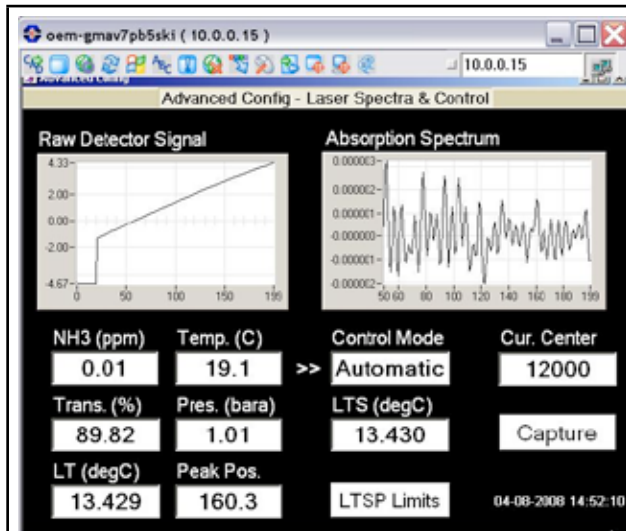 oem-gmav7pb5ski ( 10.0.0.15 )
10.0.0.15
Advanced Config
Advanced Config - Laser Spectra & Control
Raw Detector Signal
Absorption Spectrum
4.33
2.00
0.00
-2.00
-4.67
0 50 100 150 199
0.000003
0.000002
0.000001
-0.000000
-0.000001
-0.000002
50 60 80 100 120 140 160 180 199
NH3 (ppm) Temp. (C) Control Mode Cur. Center
0.01 19.1 >> Automatic 12000
Trans. (%) Pres. (bara) LTS (degC)
89.82 1.01 13.430 Capture
LT (degC) Peak Pos.
13.429 160.3 LTSP Limits 04-08-2008 14:52:10